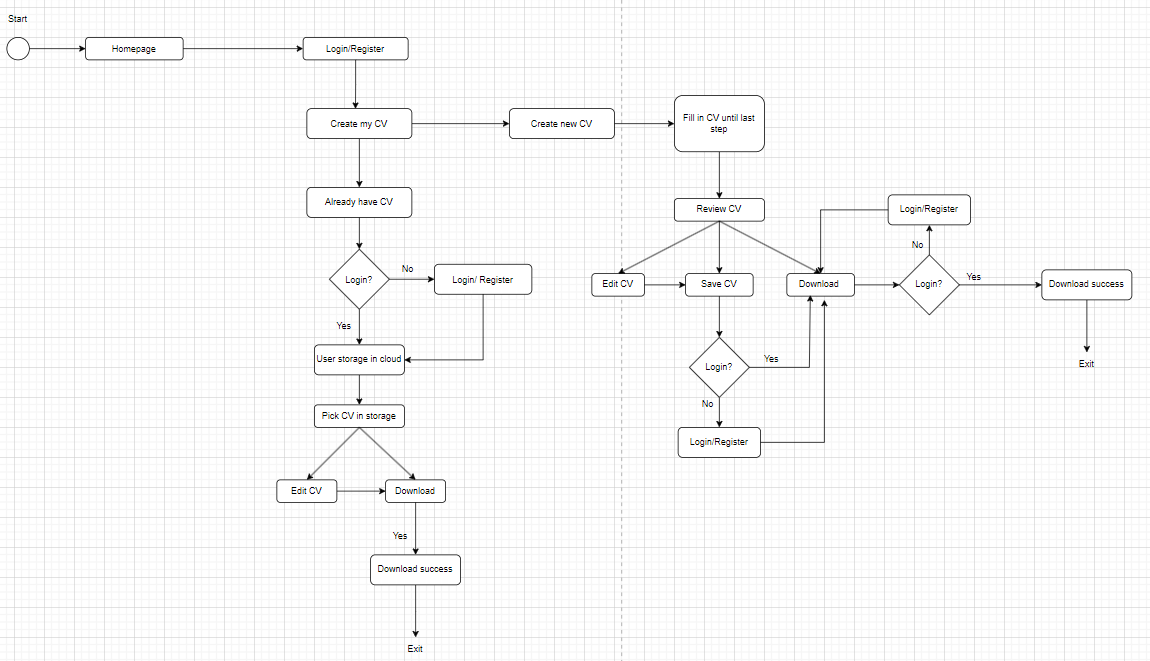 Start
Homepage
Login/Register
Create my CV
Create new CV
Fill in CV until last
step
Already have CV
Review CV
Login/Register
No
Login?
No
Login/ Register
Edit CV
Save CV
Download
Login?
Yes
Download success
Yes
User storage in cloud
Login?
Yes
Exit
No
Pick CV in storage
Login/Register
Edit CV
Download
Yes
Download success
Exit